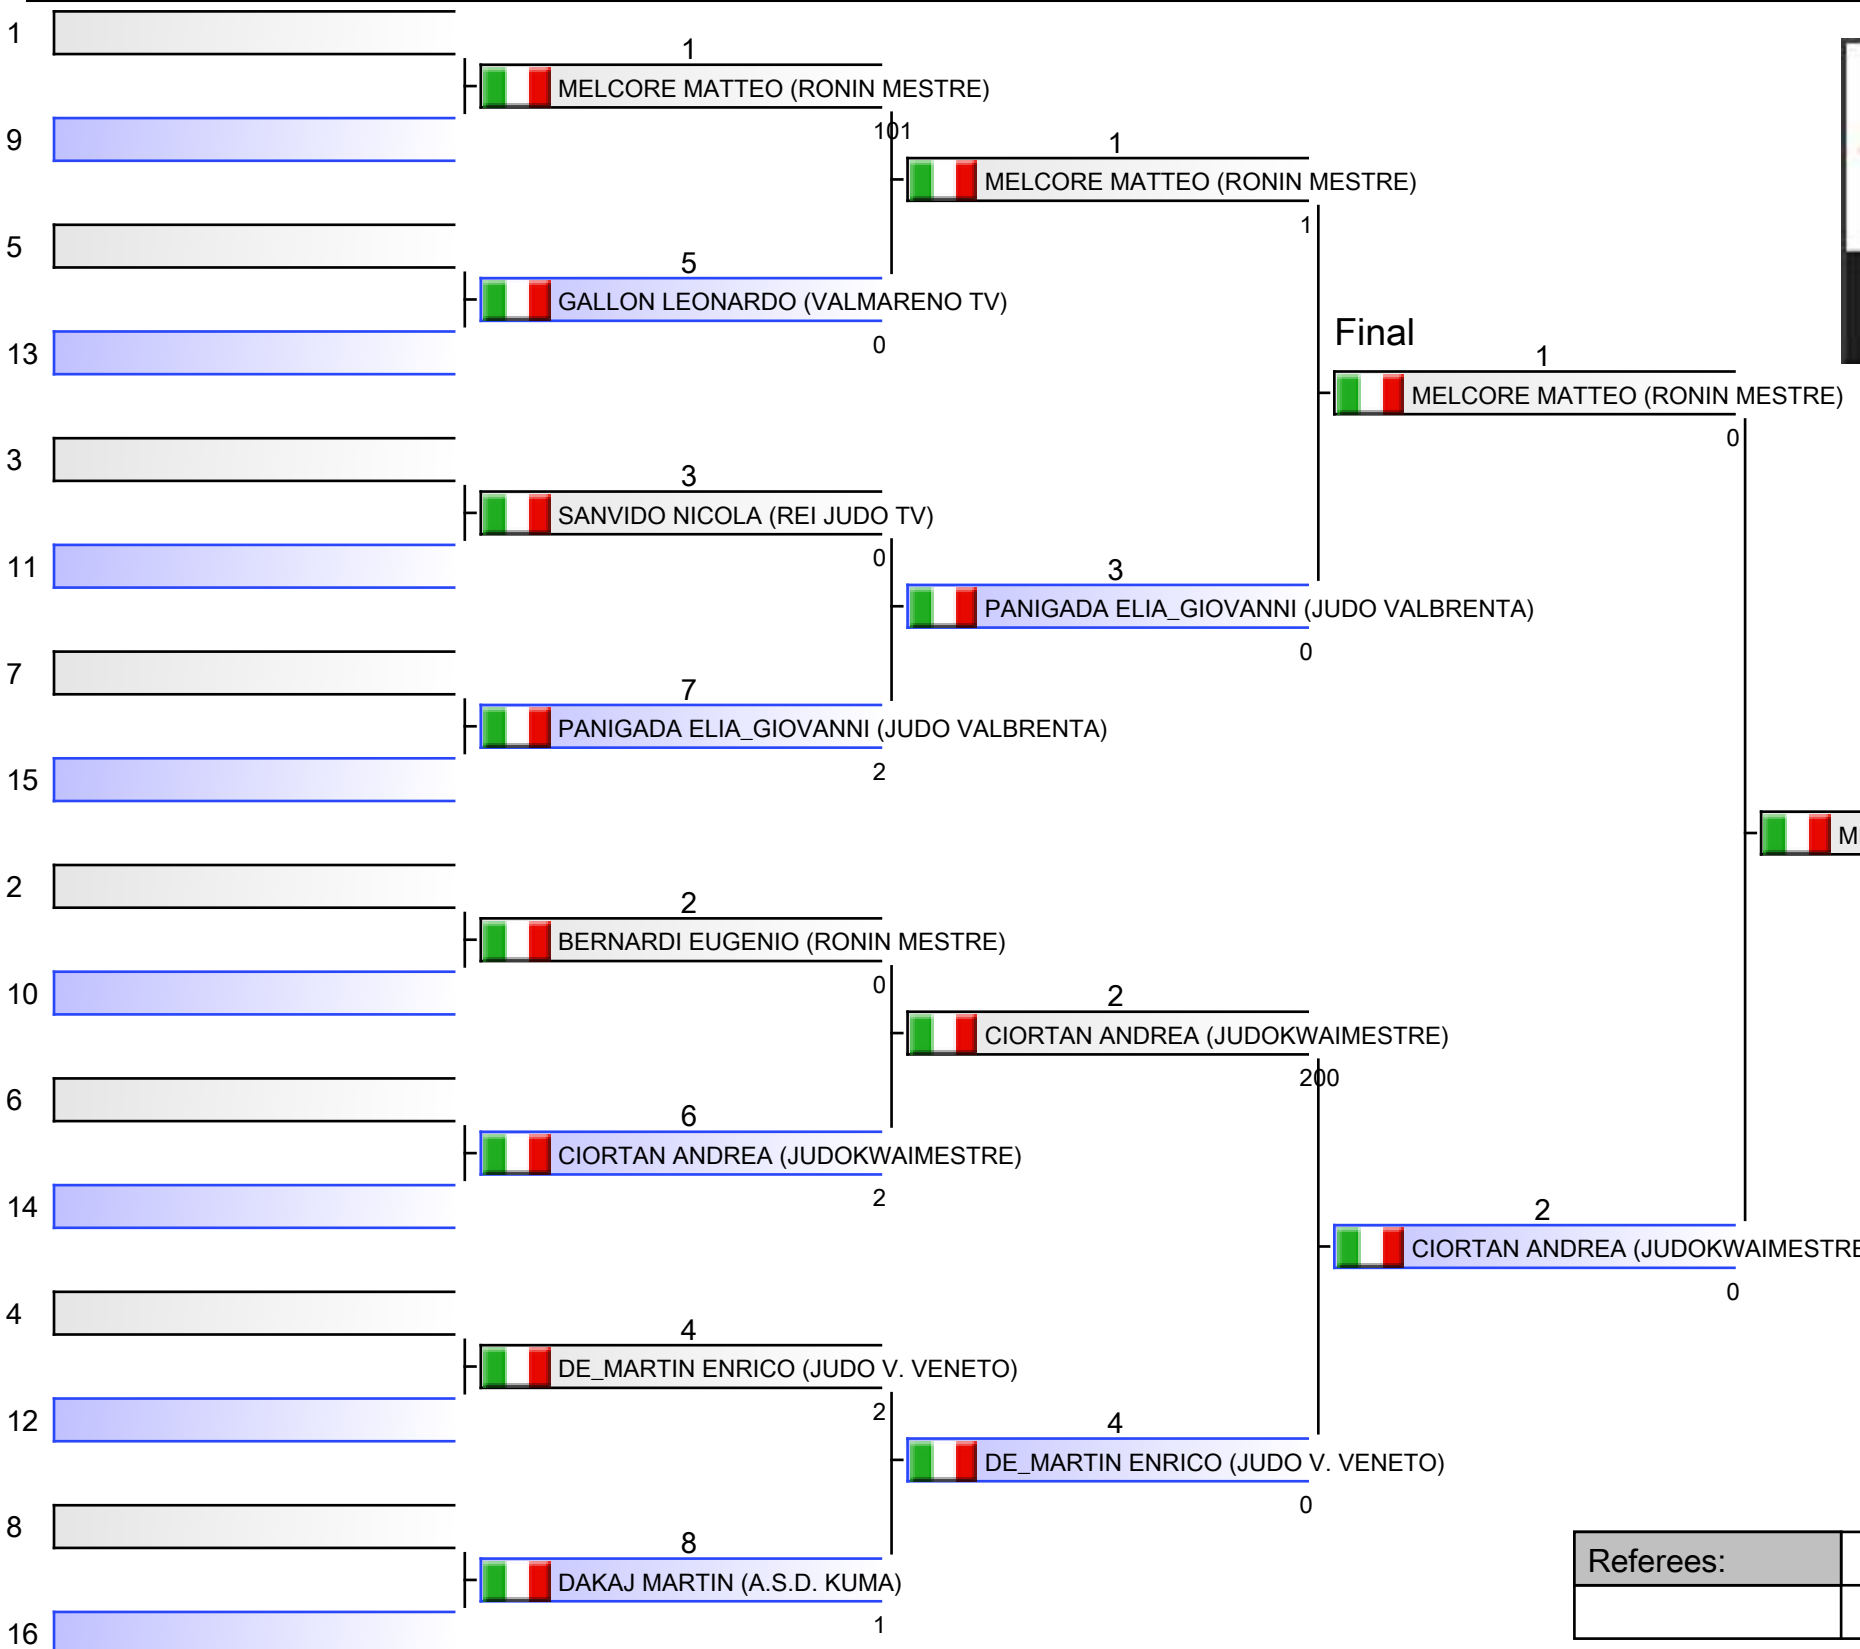 1
1
MELCORE MATTEO (RONIN MESTRE)
101
9
1
MELCORE MATTEO (RONIN MESTRE)
1
5
5
GALLON LEONARDO (VALMARENO TV)
0
13
Final
1
MELCORE MATTEO (RONIN MESTRE)
0
3
3
SANVIDO NICOLA (REI JUDO TV)
0
11
3
PANIGADA ELIA_GIOVANNI (JUDO VALBRENTA)
0
7
7
PANIGADA ELIA_GIOVANNI (JUDO VALBRENTA)
2
15
M
2
2
BERNARDI EUGENIO (RONIN MESTRE)
0
10
2
CIORTAN ANDREA (JUDOKWAIMESTRE)
200
6
6
CIORTAN ANDREA (JUDOKWAIMESTRE)
2
14
2
CIORTAN ANDREA (JUDOKWAIMESTRE
0
4
4
DE_MARTIN ENRICO (JUDO V. VENETO)
2
12
4
DE_MARTIN ENRICO (JUDO V. VENETO)
0
8
8
DAKAJ MARTIN (A.S.D. KUMA)
1
16
Referees: